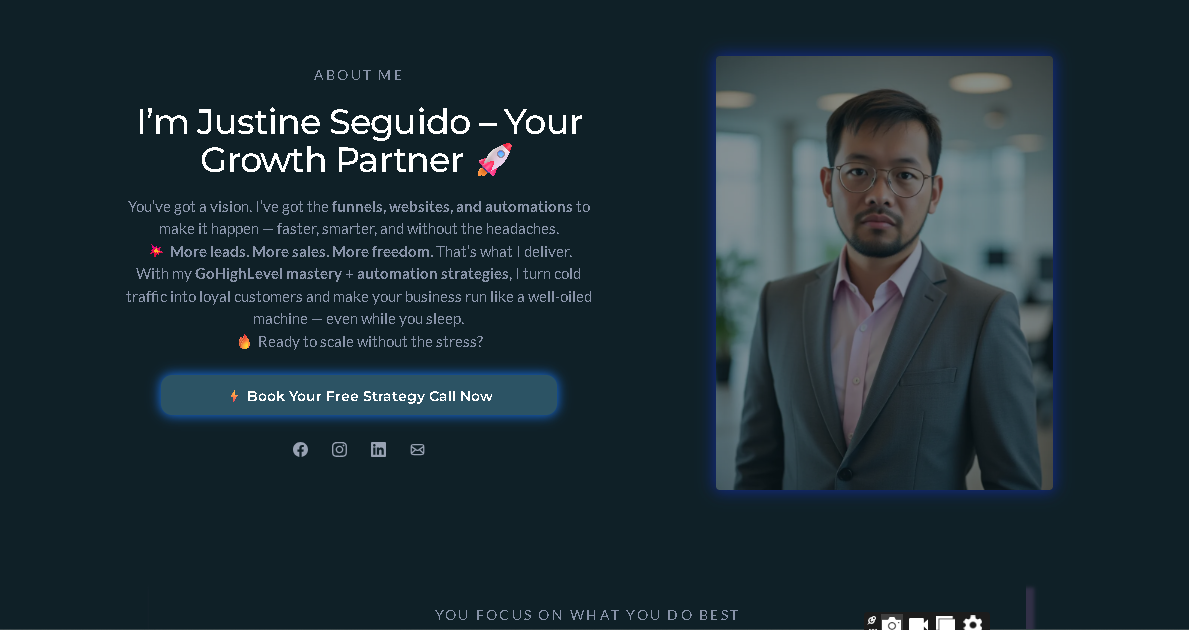 ABOUT ME
I’m Justine Seguido – Your
Growth Partner 🚀
You’ve got a vision. I’ve got the funnels, websites, and automations to
make it happen — faster, smarter, and without the headaches.
💥 More leads. More sales. More freedom. That’s what I deliver.
With my GoHighLevel mastery + automation strategies, I turn cold
traffic into loyal customers and make your business run like a well-oiled
machine — even while you sleep.
🔥 Ready to scale without the stress?
⚡ Book Your Free Strategy Call Now
YOU FOCUS ON WHAT YOU DO BEST